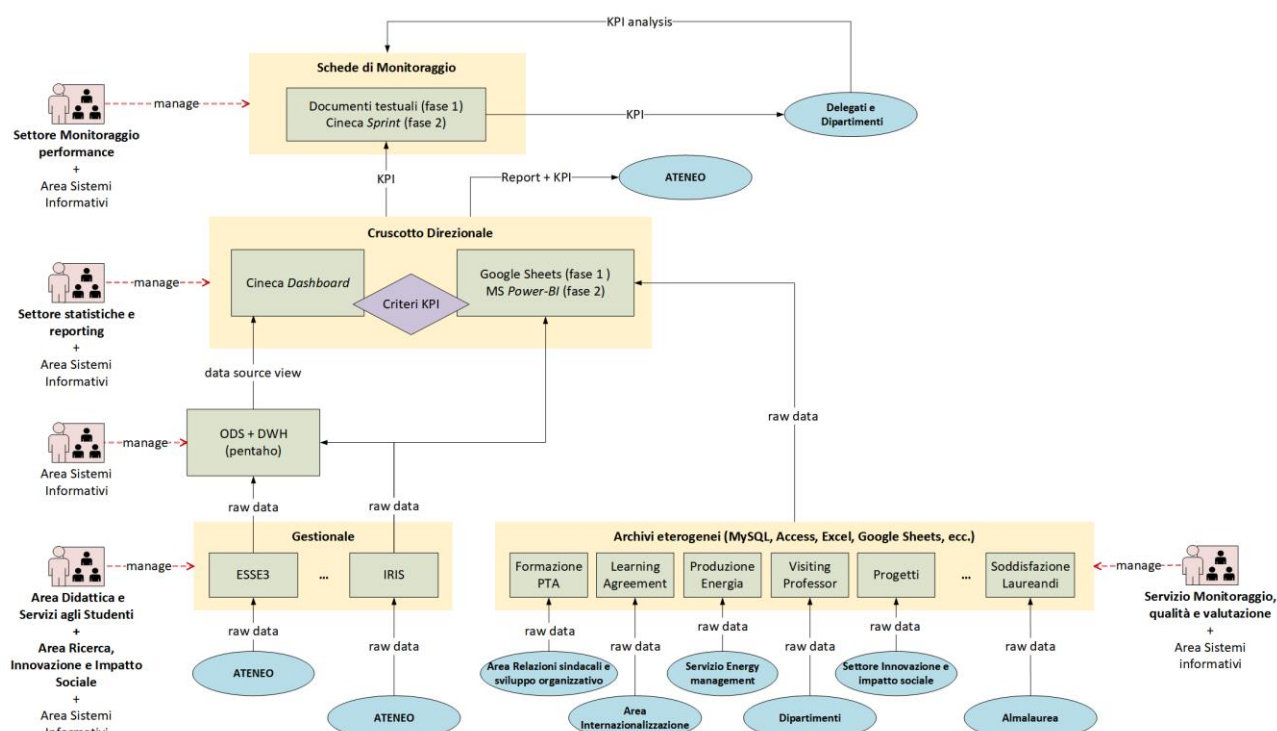 KPI analysis
Schede di Monitoraggio
Documenti testuali (fase 1)
Cineca Sprint (fase 2)
manage
KPI
Delegati e
Dipartimenti
Settore Monitoraggio
performance
+
Area Sistemi
Informativi
KPI
Report + KPI
ATENEO
Cruscotto Direzionale
Cineca Dashboard
Criteri KPI
Google Sheets (fase 1 )
MS Power-BI (fase 2)
manage
Settore statistiche e
reporting
+
Area Sistemi
Informativi
data source view
raw data
ODS + DWH
(pentaho)
manage
Area Sistemi
Informativi
raw data
raw data
Gestionale
ESSE3
...
IRIS
manage
Area Didattica e
Servizi agli Studenti
+
Area Ricerca,
Innovazione e Impatto
Sociale
+
Area Sistemi
Informativi
raw data
raw data
ATENEO
ATENEO
Archivi eterogenei (MySQL, Access, Excel, Google Sheets, ecc.)
Formazione
PTA
Learning
Agreement
Produzione
Energia
Visiting
Professor
Progetti
...
Soddisfazione
Laureandi
manage
Servizio Monitoraggio,
qualità e valutazione
+
Area Sistemi
informativi
raw data
raw data
raw data
raw data
raw data
raw data
Area Relazioni sindacali e
sviluppo organizzativo
Area
Internazionalizzazione
Servizio Energy
management
Dipartimenti
Settore Innovazione e
impatto sociale
Almalaurea